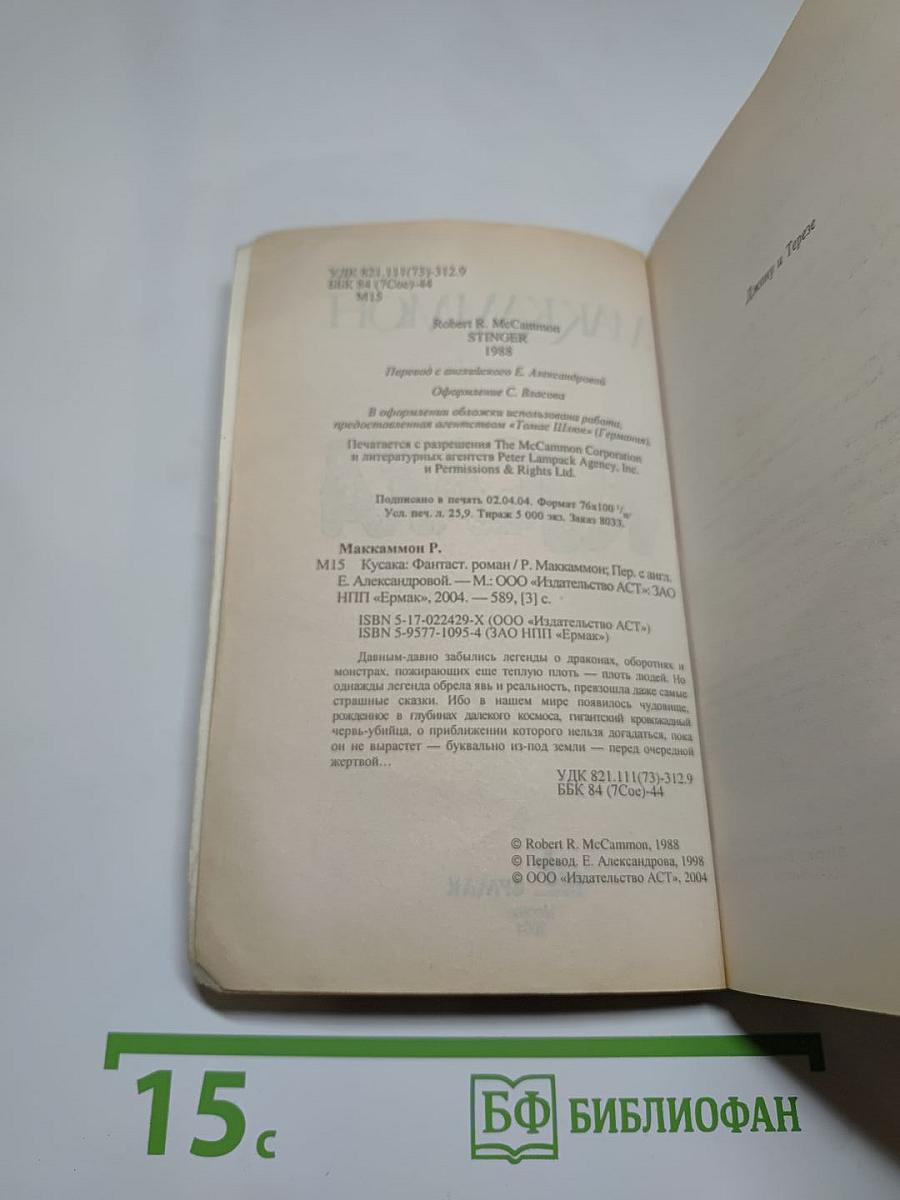 УДК 821.111(73)-312.9
ББК 84 (7Сое)-44
М15
Robert R. McCammon
STINGER
1988
Перевод с английского Е. Александровой
Оформление С. Власова
В оформлении обложки использована работа,
предоставленная агентством «Томас Шлюк» (Германия).
Печатается с разрешения The McCammon Corporation
и литературных агентств Peter Lampack Agency, Inc.
и Permissions & Rights Ltd.
Подписано в печать 02.04.04. Формат 76x100 1/32.
Усл. печ. л. 25,9. Тираж 5 000 экз. Заказ 8033.
Маккаммон Р.
М15 Кусака: Фантаст. роман / Р. Маккаммон; Пер. с англ.
Е. Александровой. — М.: ООО «Издательство АСТ»: ЗАО
НПП «Ермак», 2004. — 589, [3] с.
ISBN 5-17-022429-X (ООО «Издательство АСТ»)
ISBN 5-9577-1095-4 (ЗАО НПП «Ермак»)
Давным-давно забылись легенды о драконах, оборотнях и
монстрах, пожирающих еще теплую плоть — плоть людей. Но
однажды легенда обрела явь и реальность, превзошла даже самые
страшные сказки. Ибо в нашем мире появилось чудовище,
рожденное в глубинах далекого космоса, гигантский кровожадный
червь-убийца, о приближении которого нельзя догадаться, пока
он не вырастет — буквально из-под земли — перед очередной
жертвой...
УДК 821.111(73)-312.9
ББК 84 (7Сое)-44
© Robert R. McCammon, 1988
© Перевод. Е. Александрова, 1998
© ООО «Издательство АСТ», 2004
Джину и Терезе
15 с
БФ БИБЛИОФАН